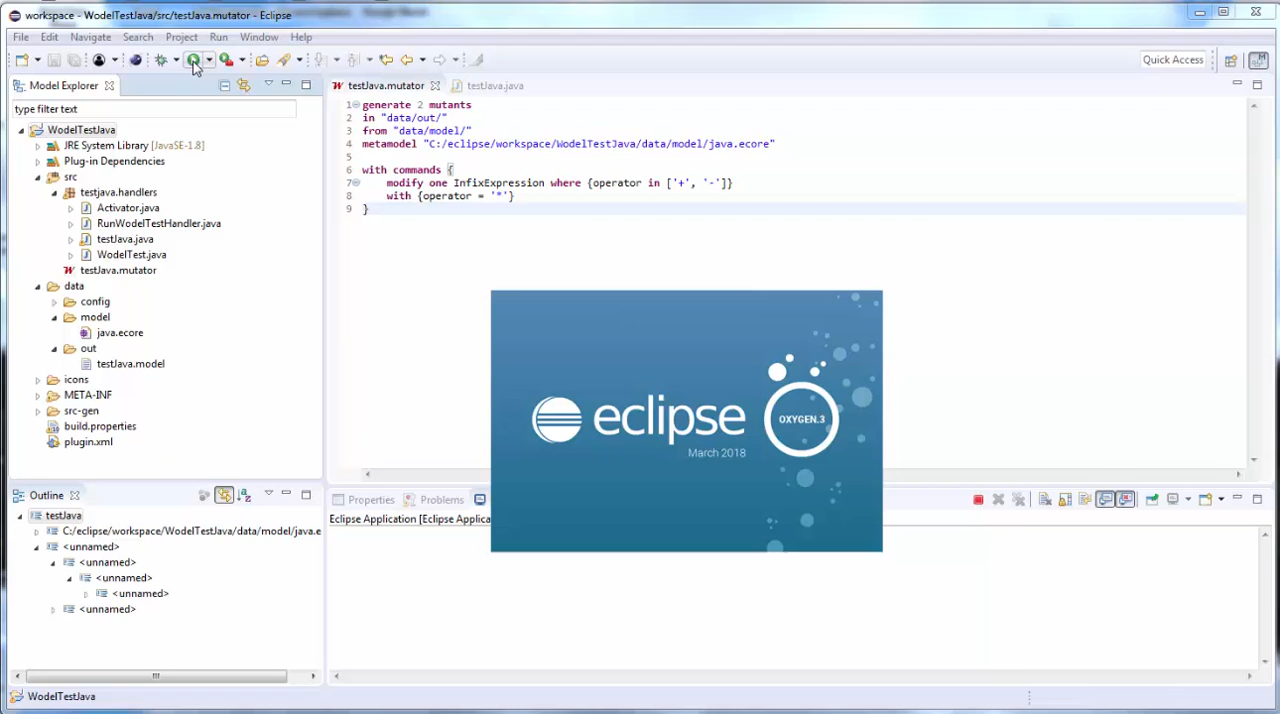 workspace - WodelTestJava/src/testJava.mutator - Eclipse
File Edit Navigate Search Project Run Window Help
Quick Access
Model Explorer
testJava.mutator
testJava.java
type filter text
WodelTestJava
JRE System Library [JavaSE-1.8]
Plug-in Dependencies
src
testjava.handlers
Activator.java
RunWodelTestHandler.java
testJava.java
WodelTest.java
testJava.mutator
data
config
model
java.ecore
out
testJava.model
icons
META-INF
src-gen
build.properties
plugin.xml
1 generate 2 mutants
2 in "data/out/"
3 from "data/model/"
4 metamodel "C:/eclipse/workspace/WodelTestJava/data/model/java.ecore"
5
6 with commands {
7 modify one InfixExpression where {operator in ['+', '-']}
8 with {operator = '*'}
9 }
eclipse
OXYGEN.3
March 2018
Outline
testJava
C:/eclipse/workspace/WodelTestJava/data/model/java.e
<unnamed>
<unnamed>
<unnamed>
<unnamed>
<unnamed>
Properties
Problems
Eclipse Application [Eclipse Applica
WodelTestJava